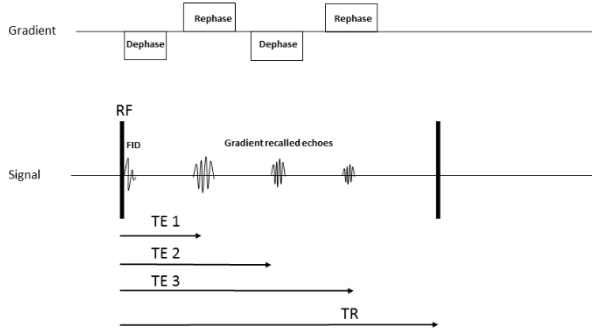 Gradient
Rephase
Rephase
Dephase
Dephase
RF
FID
Gradient recalled echoes
Signal
TE 1
TE 2
TE 3
TR